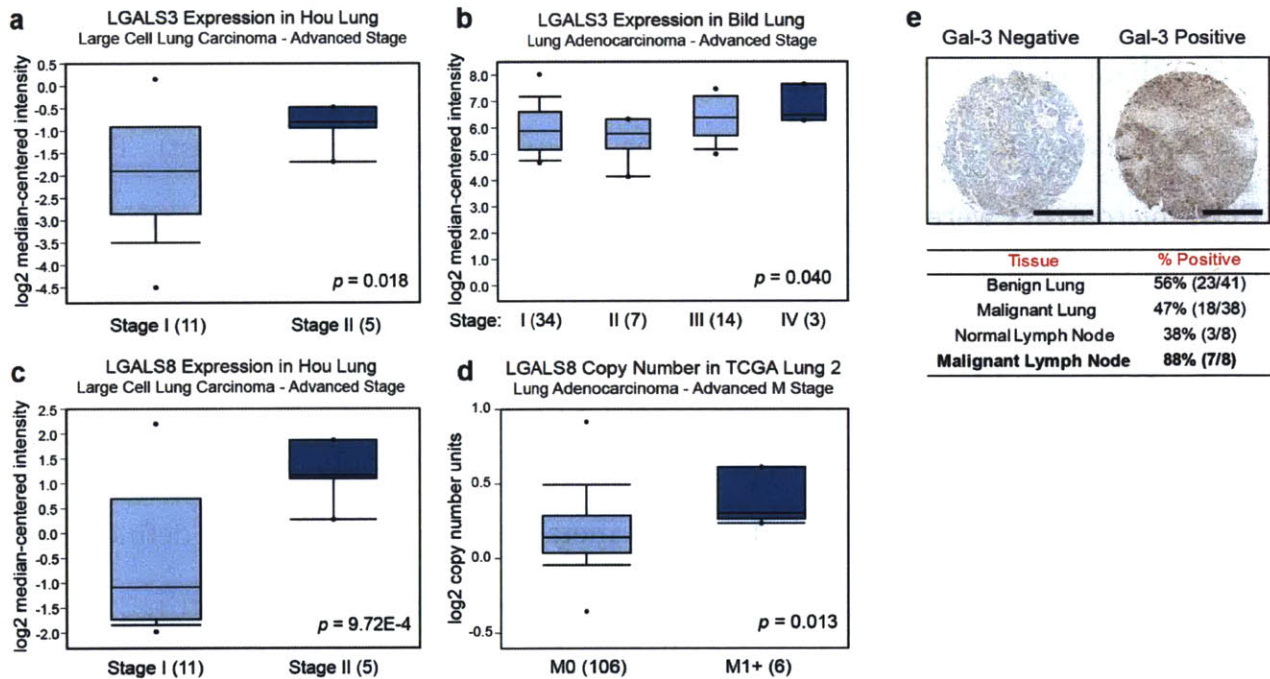 a
LGALS3 Expression in Hou Lung
Large Cell Lung Carcinoma - Advanced Stage
log2 median-centered intensity
0.5
0.0
-0.5
-1.0
-1.5
-2.0
-2.5
-3.0
-3.5
-4.0
-4.5
p = 0.018
Stage I (11)
Stage II (5)
b
LGALS3 Expression in Bild Lung
Lung Adenocarcinoma - Advanced Stage
log2 median-centered intensity
8.0
7.0
6.0
5.0
4.0
3.0
2.0
1.0
0.0
p = 0.040
Stage: I (34) II (7) III (14) IV (3)
c
LGALS8 Expression in Hou Lung
Large Cell Lung Carcinoma - Advanced Stage
log2 median-centered intensity
2.5
2.0
1.5
1.0
0.5
0.0
-0.5
-1.0
-1.5
-2.0
p = 9.72E-4
Stage I (11)
Stage II (5)
d
LGALS8 Copy Number in TCGA Lung 2
Lung Adenocarcinoma - Advanced M Stage
log2 copy number units
1.0
0.5
0.0
-0.5
p = 0.013
M0 (106)
M1+ (6)
e
Gal-3 Negative Gal-3 Positive
Tissue % Positive
Benign Lung 56% (23/41)
Malignant Lung 47% (18/38)
Normal Lymph Node 38% (3/8)
Malignant Lymph Node 88% (7/8)